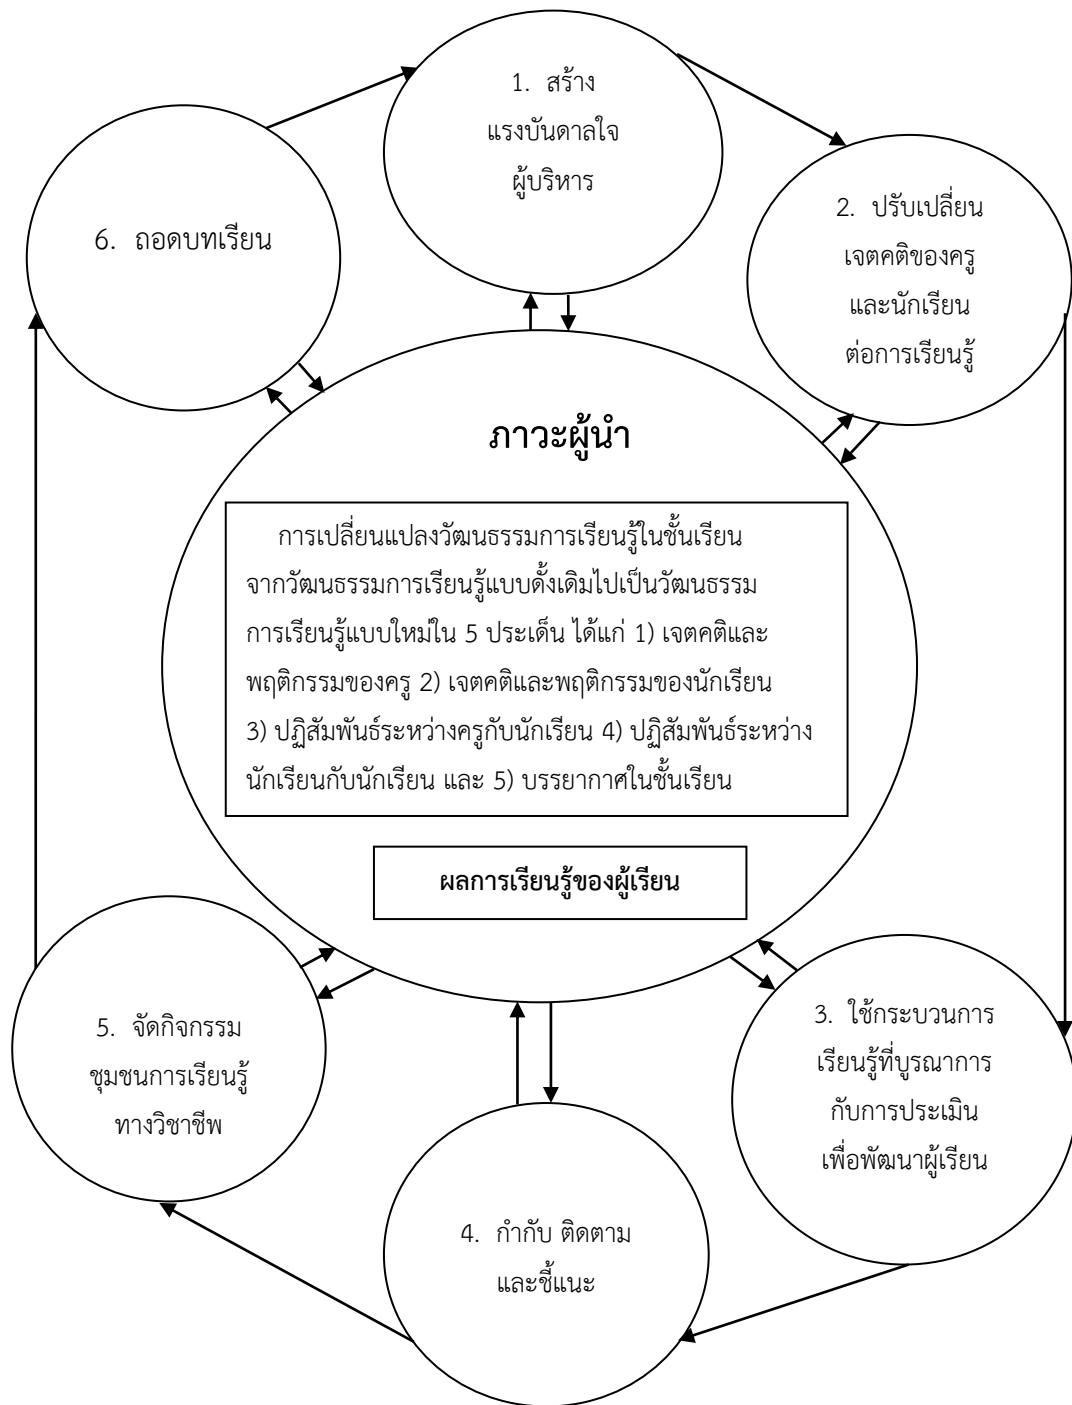 1. สร้าง
แรงบันดาลใจ
ผู้บริหาร
2. ปรับเปลี่ยน
เจตคติของครู
และนักเรียน
ต่อการเรียนรู้
6. ถอดบทเรียน
ภาวะผู้นำ
การเปลี่ยนแปลงวัฒนธรรมการเรียนรู้ในชั้นเรียน
จากวัฒนธรรมการเรียนรู้แบบดั้งเดิมไปเป็นวัฒนธรรม
การเรียนรู้แบบใหม่ใน 5 ประเด็น ได้แก่ 1) เจตคติและ
พฤติกรรมของครู 2) เจตคติและพฤติกรรมของนักเรียน
3) ปฏิสัมพันธ์ระหว่างครูกับนักเรียน 4) ปฏิสัมพันธ์ระหว่าง
นักเรียนกับนักเรียน และ 5) บรรยากาศในชั้นเรียน
ผลการเรียนรู้ของผู้เรียน
3. ใช้กระบวนการ
เรียนรู้ที่บูรณาการ
กับการประเมิน
เพื่อพัฒนาผู้เรียน
5. จัดกิจกรรม
ชุมชนการเรียนรู้
ทางวิชาชีพ
4. กำกับ ติดตาม
และชี้แนะ